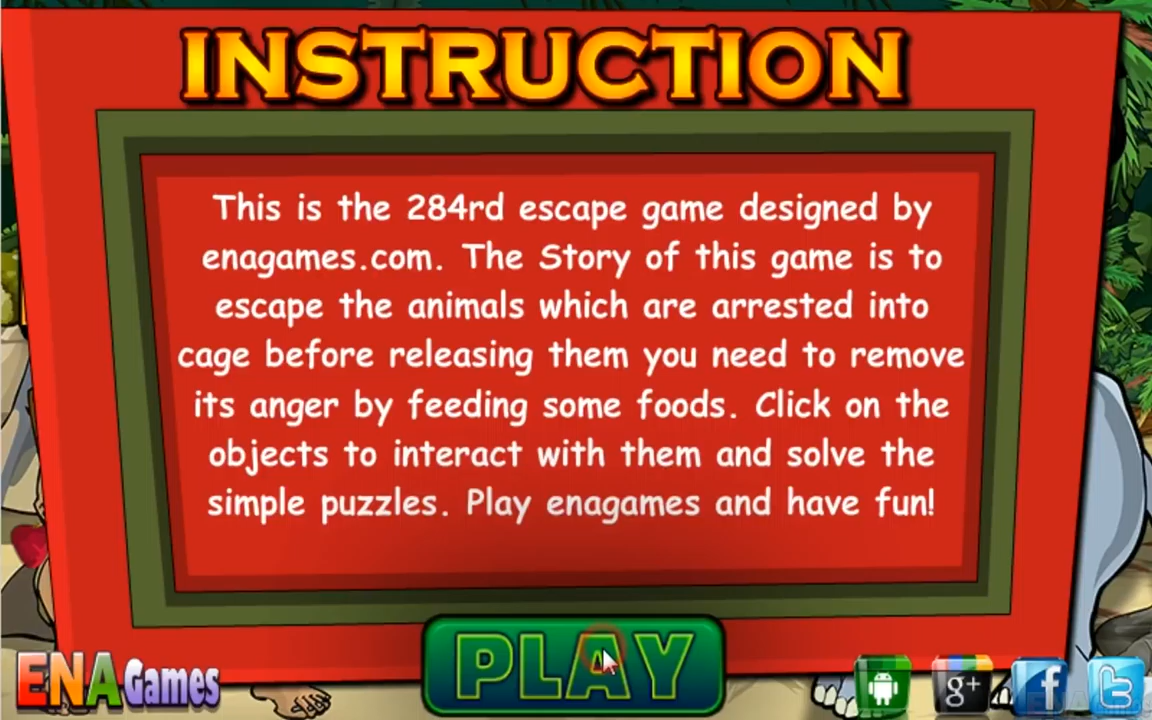 INSTRUCTION
This is the 284rd escape game designed by
enagames.com. The Story of this game is to
escape the animals which are arrested into
cage before releasing them you need to remove
its anger by feeding some foods. Click on the
objects to interact with them and solve the
simple puzzles. Play enagames and have fun!
PLAY
ENAGames
g+
f
t